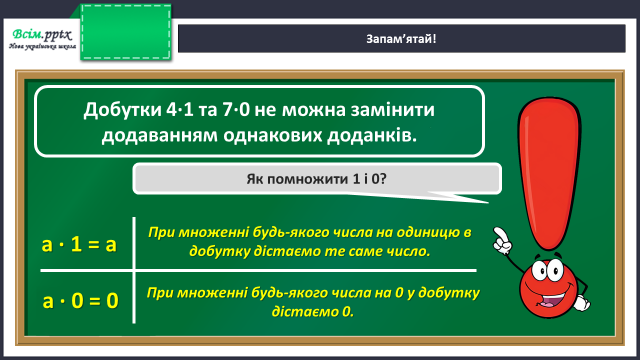 Всім.pptx
Нова українська школа
Запам'ятай!
Добутки 4·1 та 7·0 не можна замінити
додаванням однакових доданків.
Як помножити 1 і 0?
а · 1 = а
При множенні будь-якого числа на одиницю в
добутку дістаємо те саме число.
а · 0 = 0
При множенні будь-якого числа на 0 у добутку
дістаємо 0.